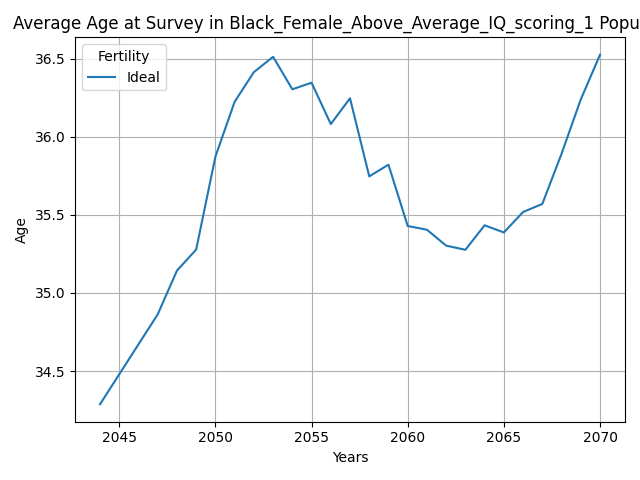 Average Age at Survey in Black_Female_Above_Average_IQ_scoring_1 Popu
Fertility
Ideal
36.5
36.0
35.5
35.0
34.5
Age
2045 2050 2055 2060 2065 2070
Years